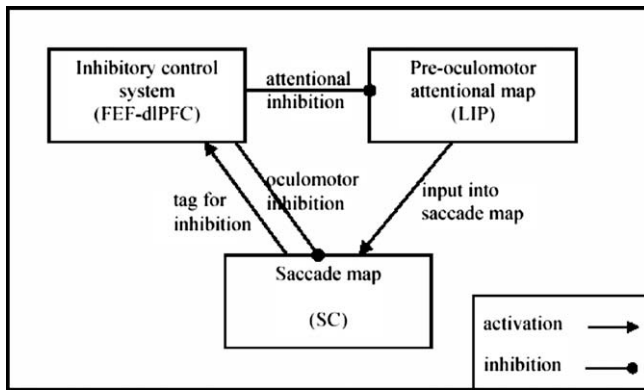 Inhibitory control
system
(FEF-dlPFC)
attentional
inhibition
Pre-oculomotor
attentional map
(LIP)
tag for
inhibition
oculomotor
inhibition
input into
saccade map
Saccade map
(SC)
activation
inhibition